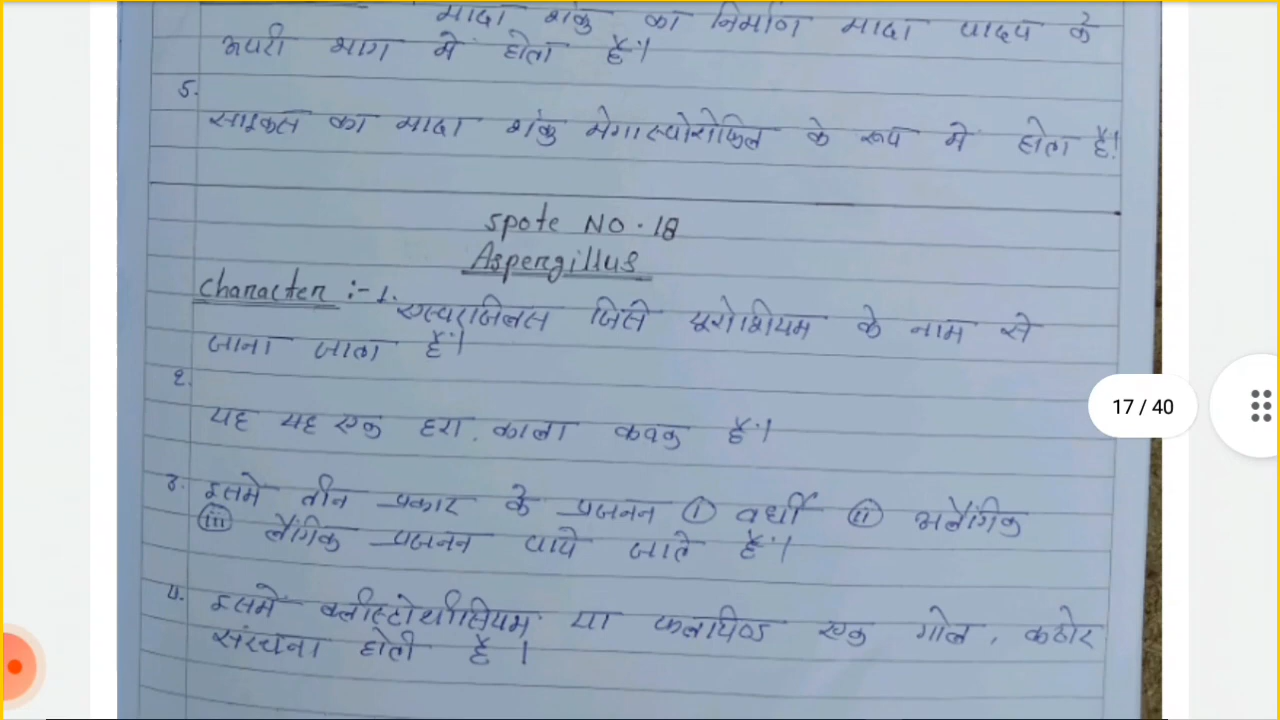 मादा शंकु का निर्माण मादा पादप के
ऊपरी भाग में होता है।
5.
साइकस का मादा शंकु मेगास्पोरोफिल के रूप में होता है।
Spote NO. 18
Aspergillus
Character :- 1. एस्परजिलस जिसे यूरोशियम के नाम से
जाना जाता है।
2.
यह यह एक हरा, काला कवक है।
3. इसमें तीन प्रकार के प्रजनन (i) वर्धी (ii) अलैंगिक
(iii) लैंगिक प्रजनन पाये जाते हैं।
17 / 40
4. इसमें क्लीस्टोथीसियम या फलपिण्ड एक गोल, कठोर
संरचना होती है।